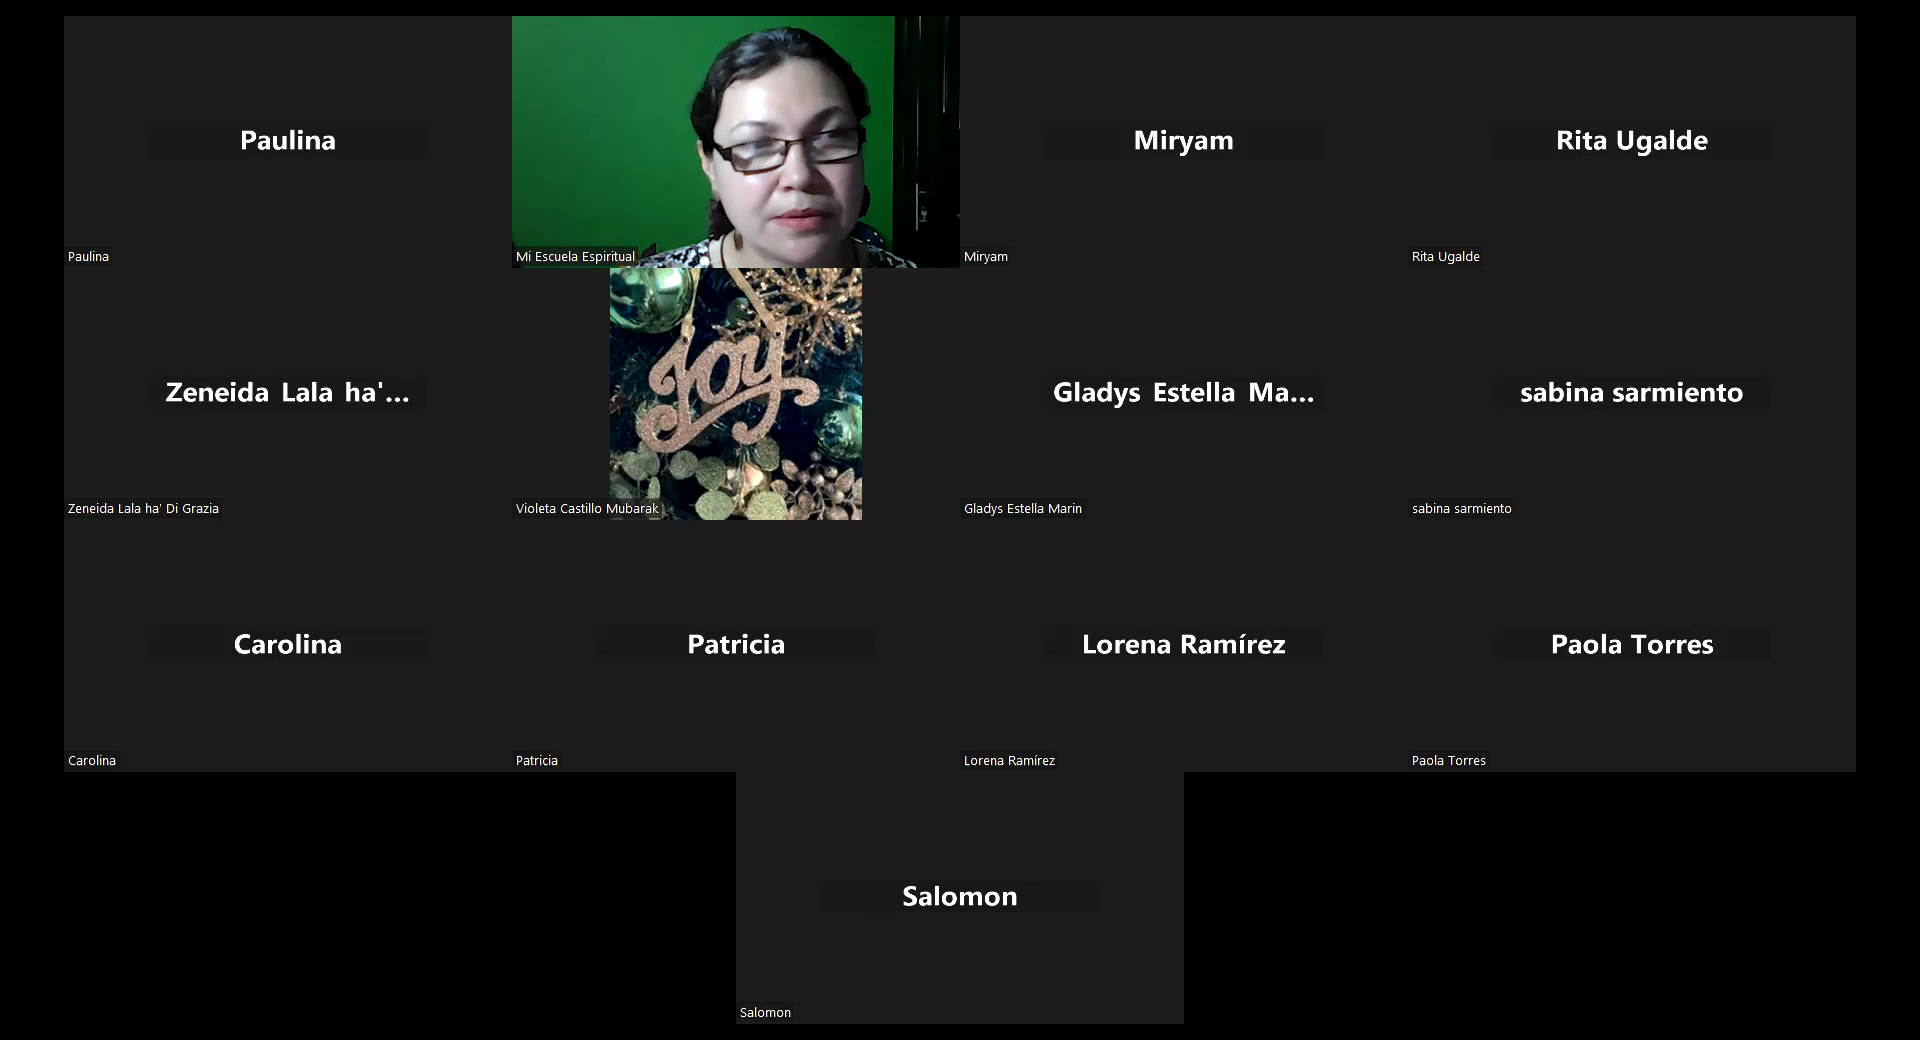 Paulina
Paulina
Mi Escuela Espiritual
Miryam
Miryam
Rita Ugalde
Rita Ugalde
Zeneida Lala ha'...
Zeneida Lala ha' Di Grazia
Joy
Violeta Castillo Mubarak
Gladys Estella Ma...
Gladys Estella Marin
sabina sarmiento
sabina sarmiento
Carolina
Carolina
Patricia
Patricia
Lorena Ramírez
Lorena Ramírez
Paola Torres
Paola Torres
Salomon
Salomon